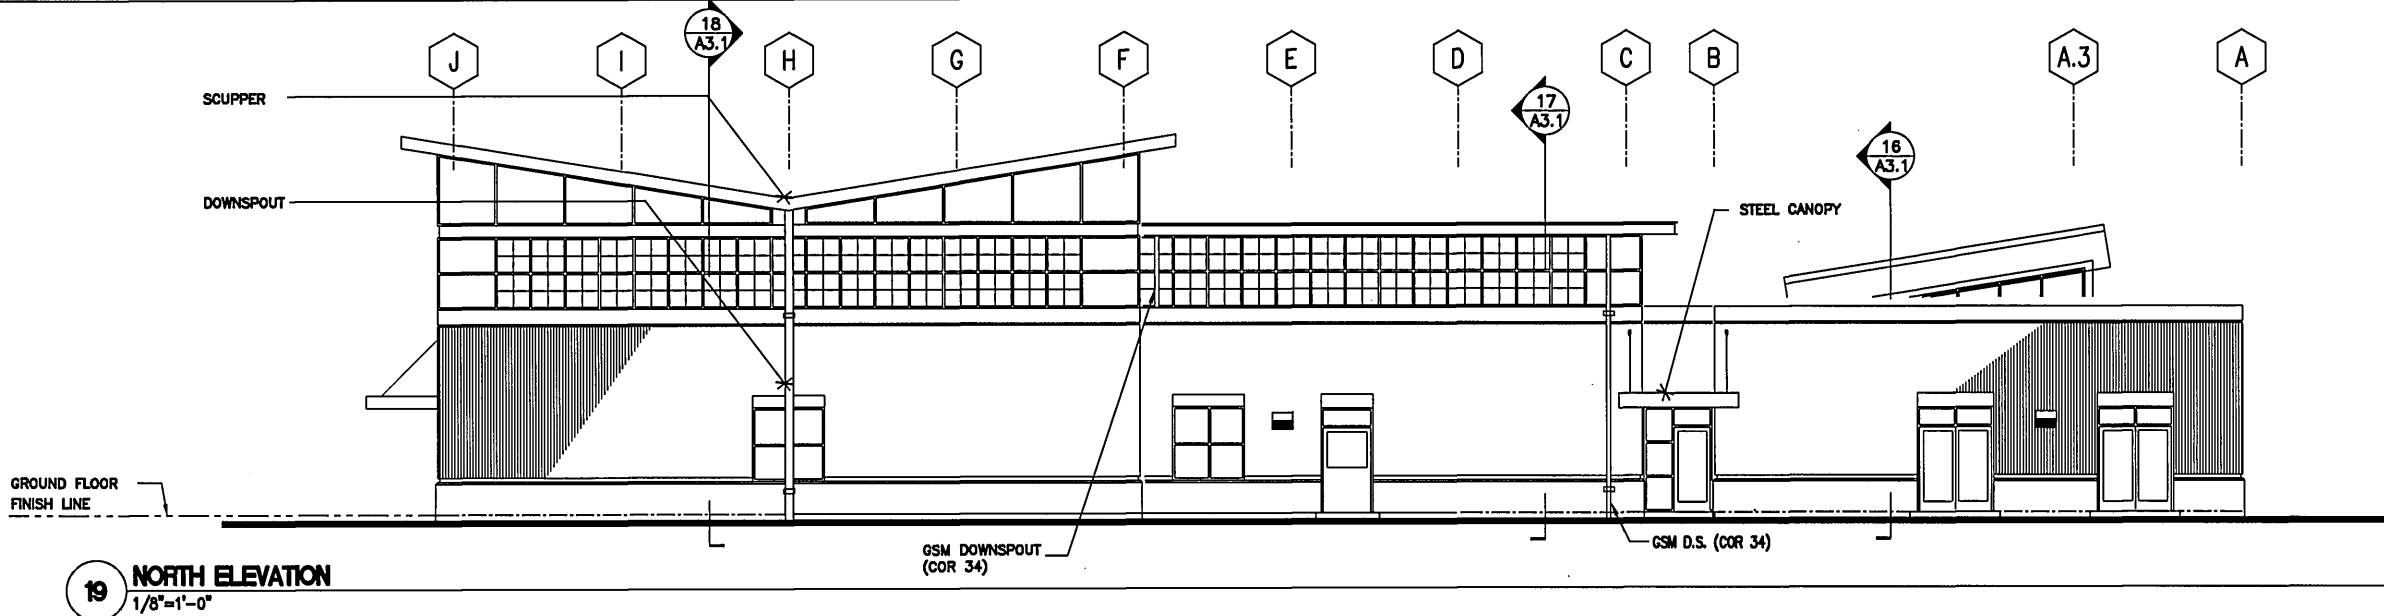 18
A3.1
J
I
H
G
F
E
D
C
B
A.3
A
SCUPPER
17
A3.1
16
A3.1
DOWNSPOUT
STEEL CANOPY
GROUND FLOOR
FINISH LINE
GSM DOWNSPOUT
(COR 34)
GSM D.S. (COR 34)
19
NORTH ELEVATION
1/8"=1'-0"